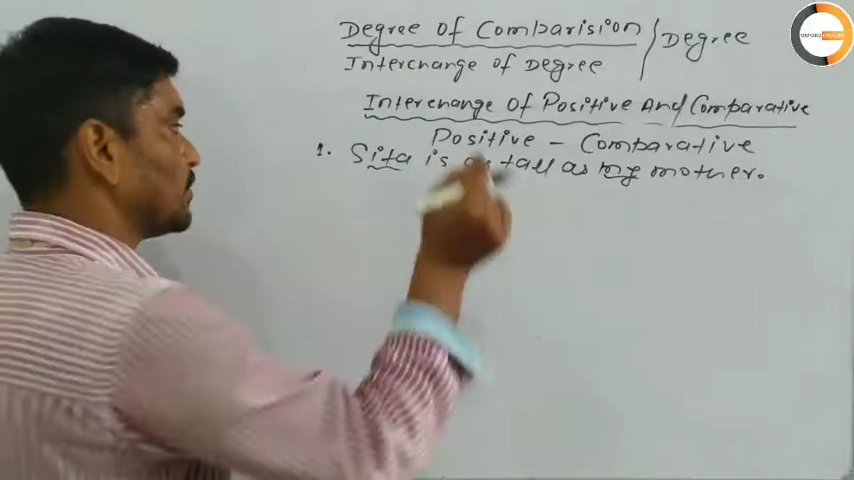 Degree of Comparision / Degree
Interchange of Degree
Interchange of Positive And Comparative
Positive - Comparative
1. Sita is tall as my mother.